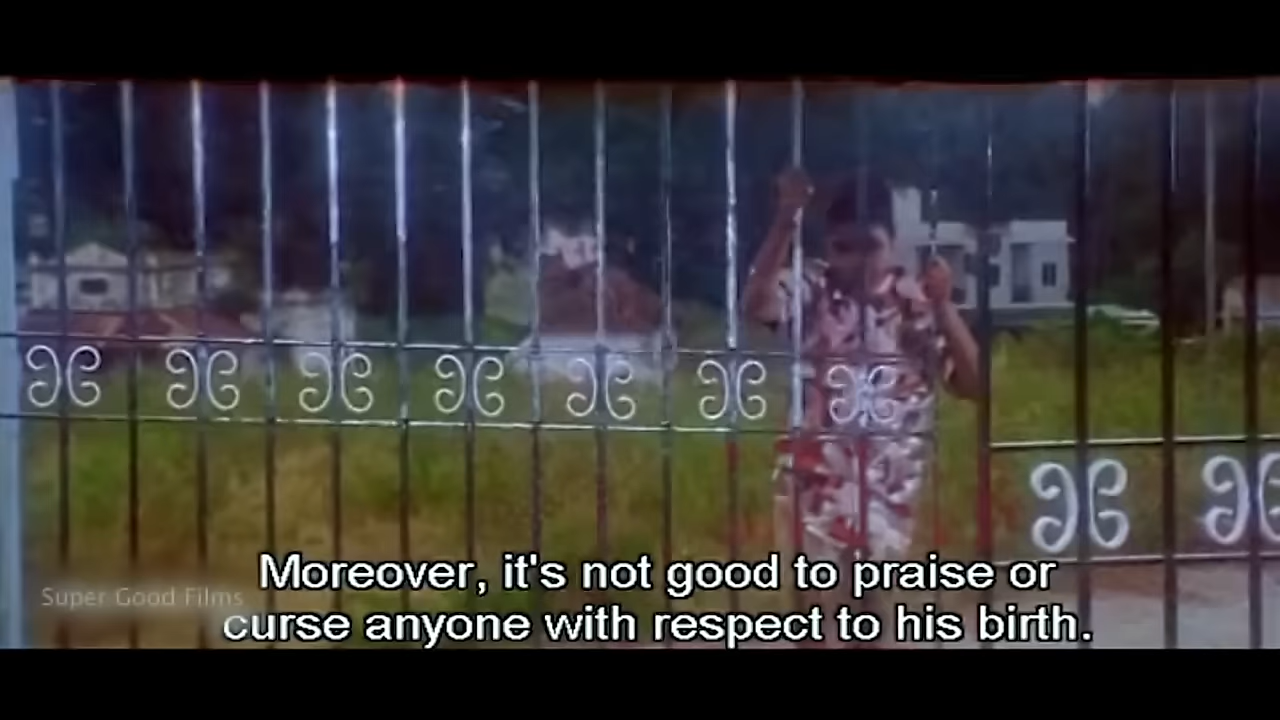 Moreover, it's not good to praise or
Super Good Films
curse anyone with respect to his birth.